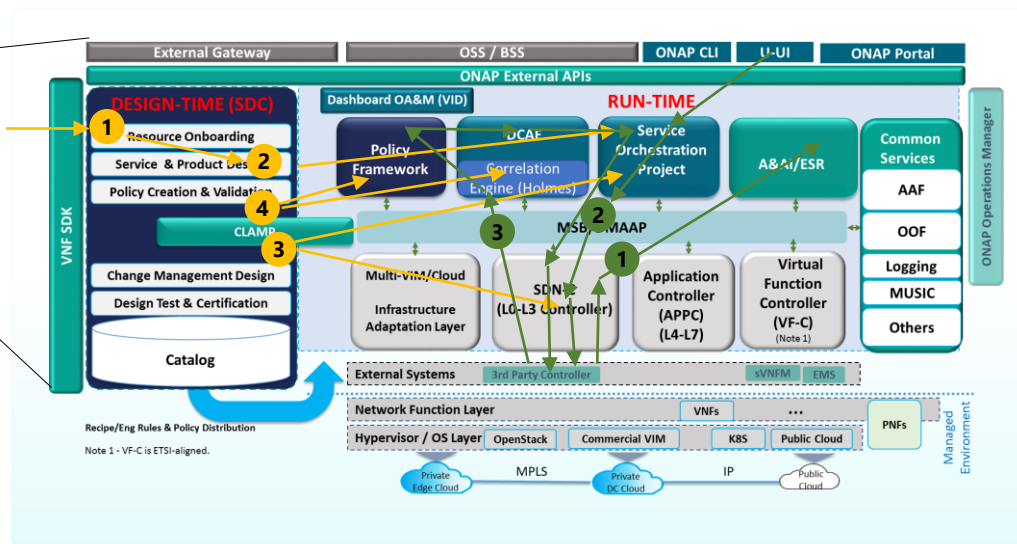 External Gateway
OSS / BSS
ONAP CLI
U-UI
ONAP Portal
ONAP External APIs
VNF SDK
DESIGN-TIME (SDC)
1
Resource Onboarding
Service & Product
2
Policy Creation & Validation
4
CLAMP
3
Change Management Design
Design Test & Certification
Catalog
Recipe/Eng Rules & Policy Distribution
Note 1 - VF-C is ETSI-aligned.
Dashboard OA&M (VID)
RUN-TIME
Policy
Framework
DCAE
Correlation
Engine (Holmes)
Service
Orchestration
Project
A&AI/ESR
3
2
1
Multi-VIM/Cloud
Infrastructure
Adaptation Layer
(L0-L3 Controller)
Application
Controller
(APPC)
(L4-L7)
Virtual
Function
Controller
(VF-C)
(Note 1)
Common
Services
AAF
OOF
Logging
MUSIC
Others
ONAP Operations Manager
External Systems
3rd Party Controller
sVNFM
EMS
Network Function Layer
VNFs
...
PNFs
Hypervisor / OS Layer
OpenStack
Commercial VIM
K8S
Public Cloud
Managed
Environment
Private
Edge Cloud
MPLS
Private
DC Cloud
IP
Public
Cloud